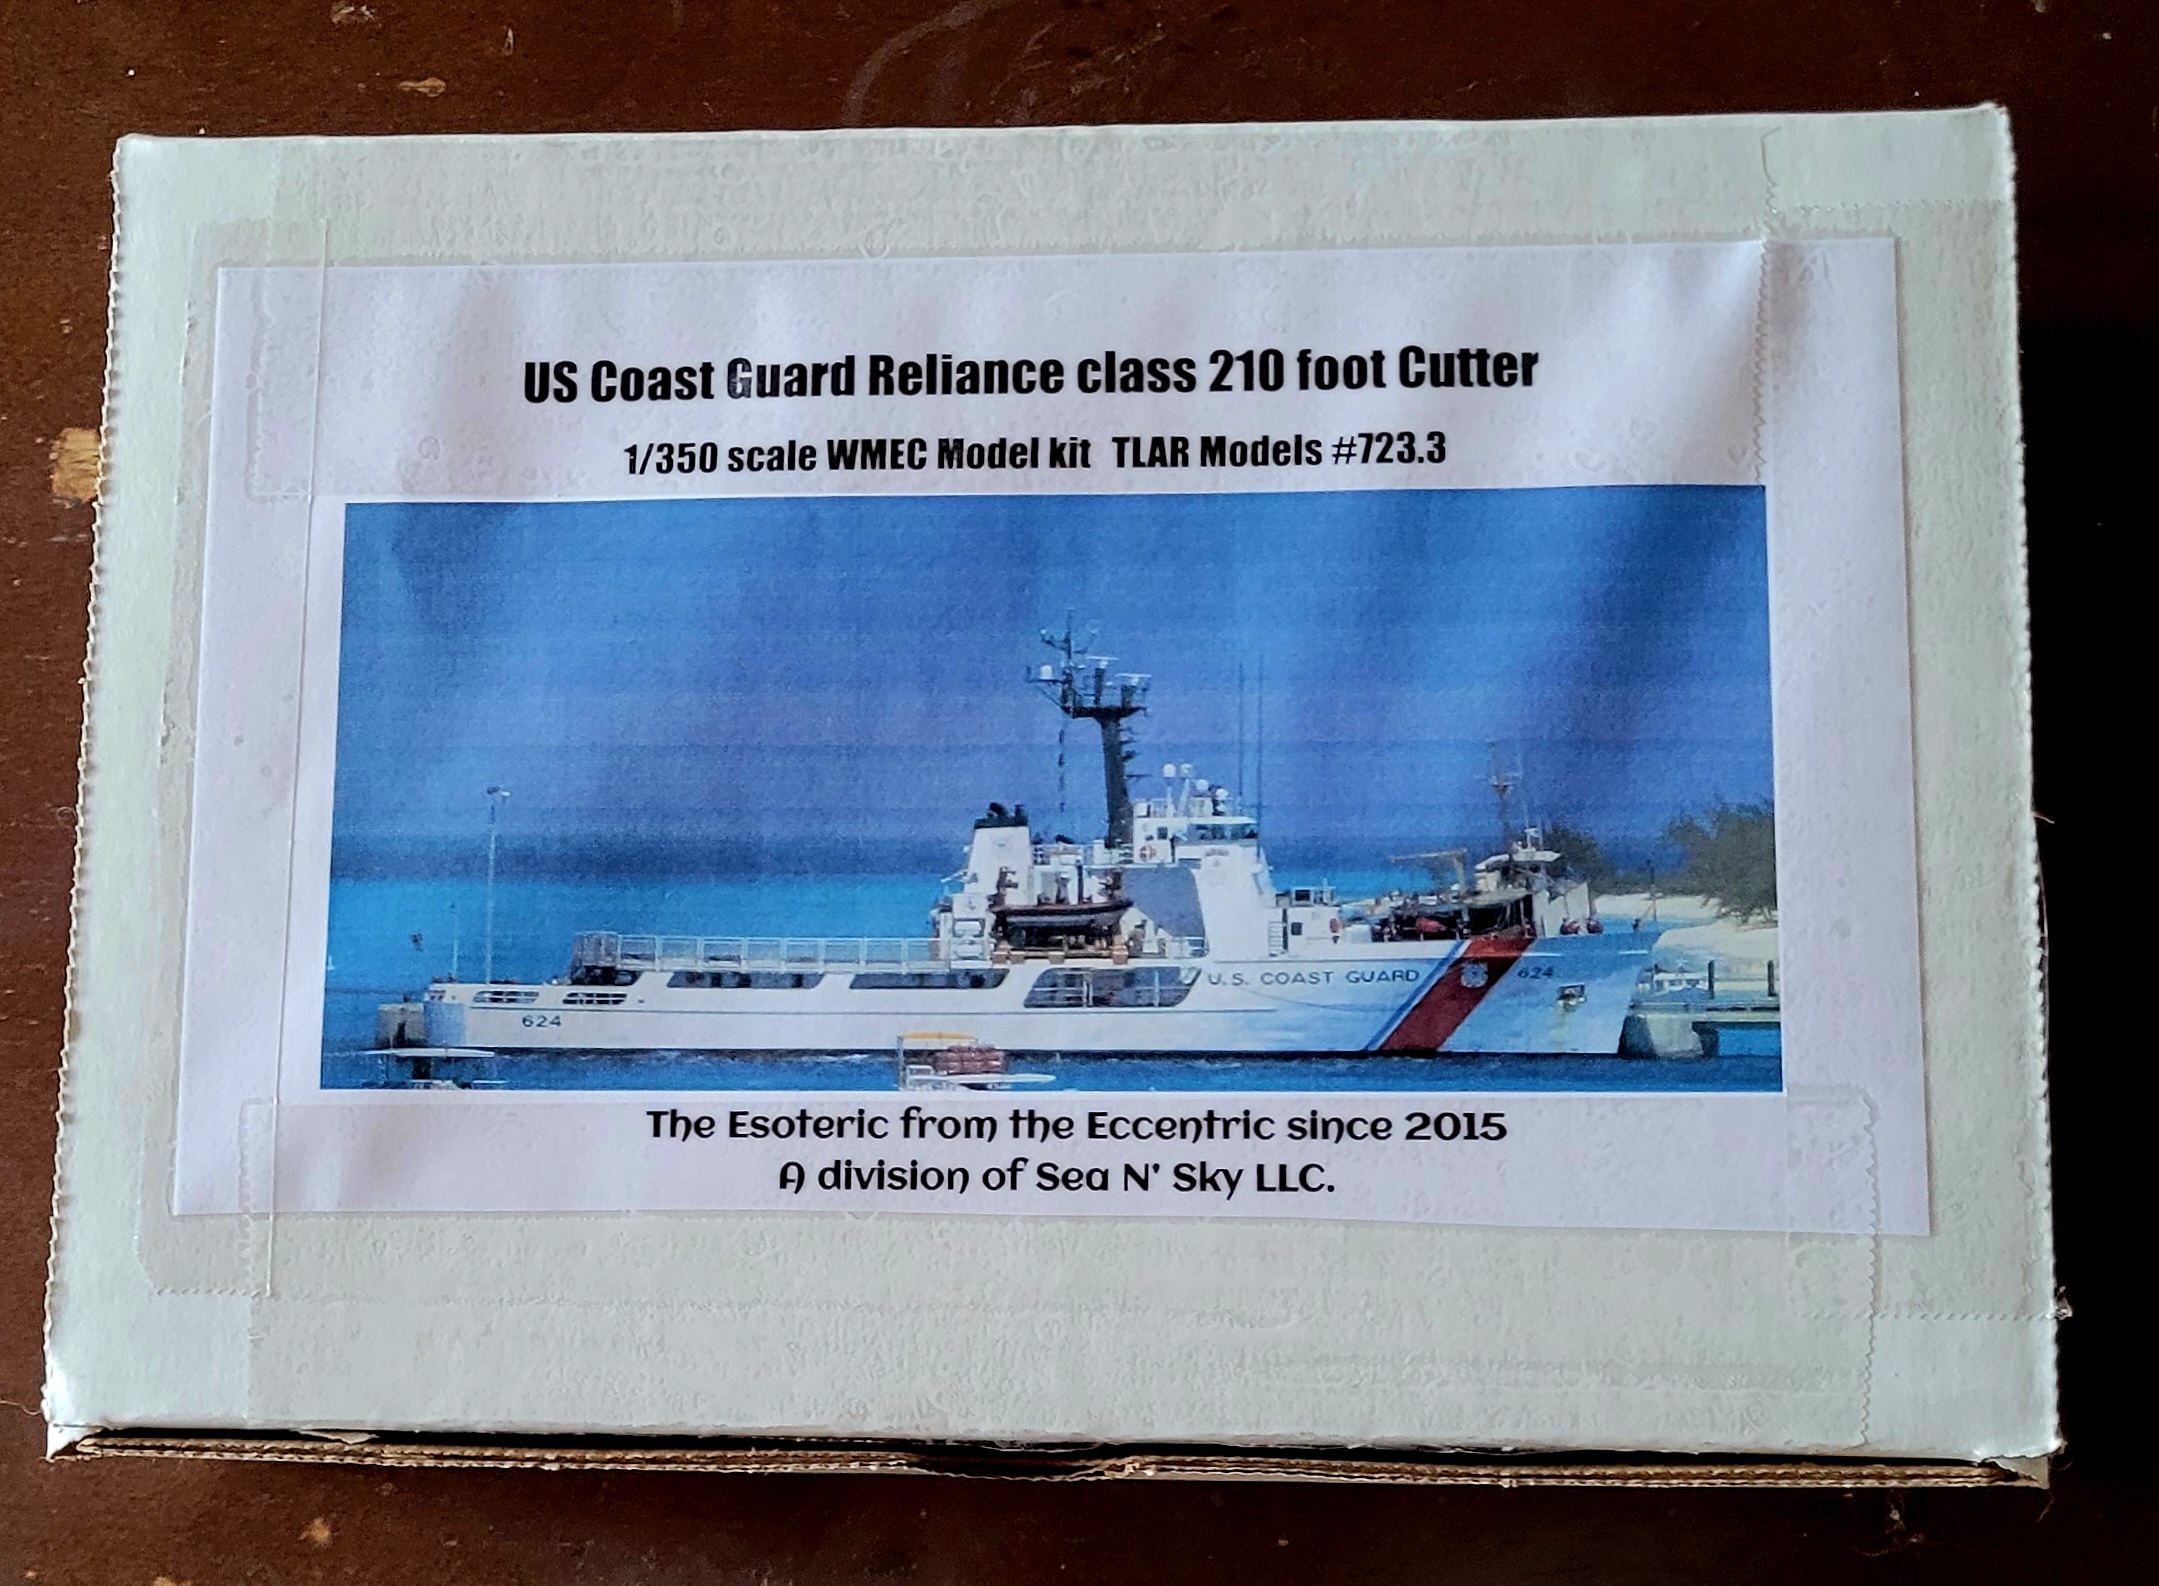 US Coast Guard Reliance class 210 foot Cutter
1/350 scale WMEC Model kit TLAR Models #723.3
U.S. COAST GUARD
624
624
The Esoteric from the Eccentric since 2015
A division of Sea N' Sky LLC.